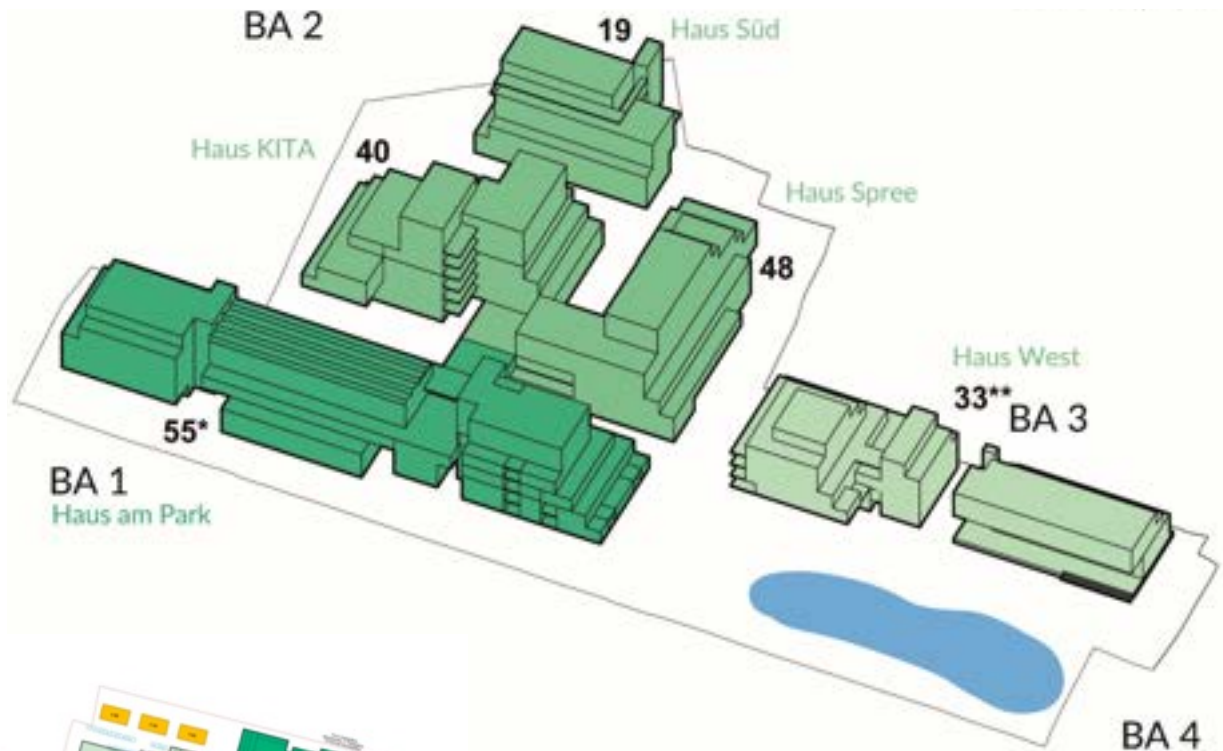 BA 2
19
Haus Süd
Haus KITA
40
Haus Spree
48
Haus West
33**
BA 3
55*
BA 1
Haus am Park
BA 4